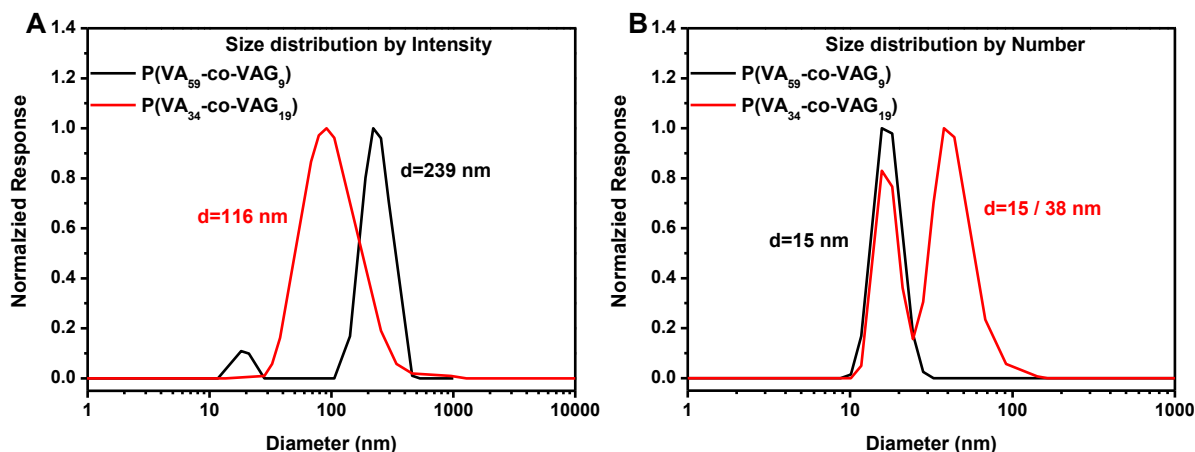 A
Size distribution by Intensity
P(VA59-co-VAG9)
P(VA34-co-VAG19)
d=239 nm
d=116 nm
Normalzied Response
1.4
1.2
1.0
0.8
0.6
0.4
0.2
0.0
1 10 100 1000 10000
Diameter (nm)
B
Size distribution by Number
P(VA59-co-VAG9)
P(VA34-co-VAG19)
d=15 / 38 nm
d=15 nm
Normalzied Response
1.4
1.2
1.0
0.8
0.6
0.4
0.2
0.0
1 10 100 1000
Diameter (nm)